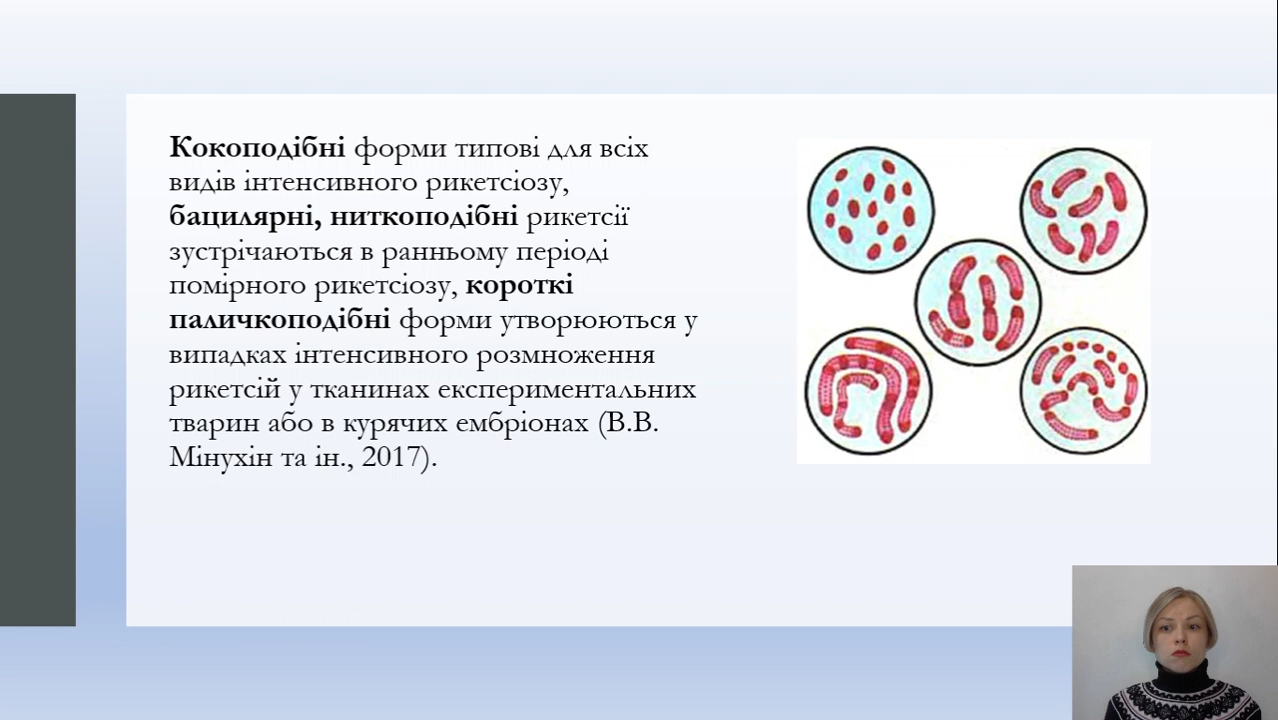 Кокоподібні форми типові для всіх
видів інтенсивного рикетсіозу,
бацилярні, ниткоподібні рикетсії
зустрічаються в ранньому періоді
помірного рикетсіозу, короткі
паличкоподібні форми утворюються у
випадках інтенсивного розмноження
рикетсій у тканинах експериментальних
тварин або в курячих ембріонах (В.В.
Мінухін та ін., 2017).